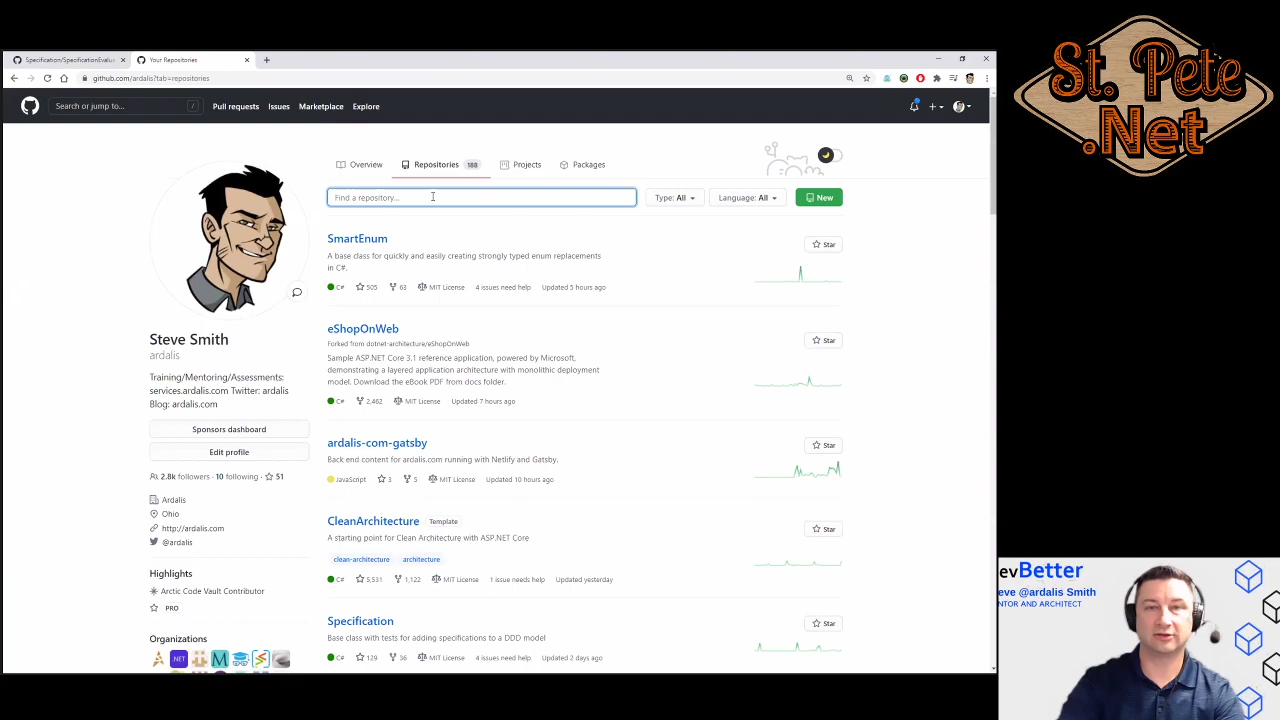 Specification/SpecificationEvalu
Your Repositories
github.com/ardalis?tab=repositories
Search or jump to...
/
Pull requests
Issues
Marketplace
Explore
Overview
Repositories 188
Projects
Packages
Find a repository...
Type: All
Language: All
New
Steve Smith
ardalis
Training/Mentoring/Assessments:
services.ardalis.com Twitter: ardalis
Blog: ardalis.com
Sponsors dashboard
Edit profile
2.8k followers · 10 following · 51
Ardalis
Ohio
http://ardalis.com
@ardalis
Highlights
Arctic Code Vault Contributor
PRO
Organizations
NET
M
SmartEnum
Star
A base class for quickly and easily creating strongly typed enum replacements
in C#.
C# 505 63 MIT License 4 issues need help Updated 5 hours ago
eShopOnWeb
Star
Forked from dotnet-architecture/eShopOnWeb
Sample ASP.NET Core 3.1 reference application, powered by Microsoft,
demonstrating a layered application architecture with monolithic deployment
model. Download the eBook PDF from docs folder.
C# 2,462 MIT License Updated 7 hours ago
ardalis-com-gatsby
Star
Back end content for ardalis.com running with Netlify and Gatsby.
JavaScript 3 5 MIT License Updated 10 hours ago
CleanArchitecture Template
Star
A starting point for Clean Architecture with ASP.NET Core
clean-architecture architecture
C# 5,531 1,122 MIT License 1 issue needs help Updated yesterday
Specification
Star
Base class with tests for adding specifications to a DDD model
C# 129 36 MIT License 4 issues need help Updated 2 days ago
St. Pete
.Net
evBetter
eve @ardalis Smith
NTOR AND ARCHITECT